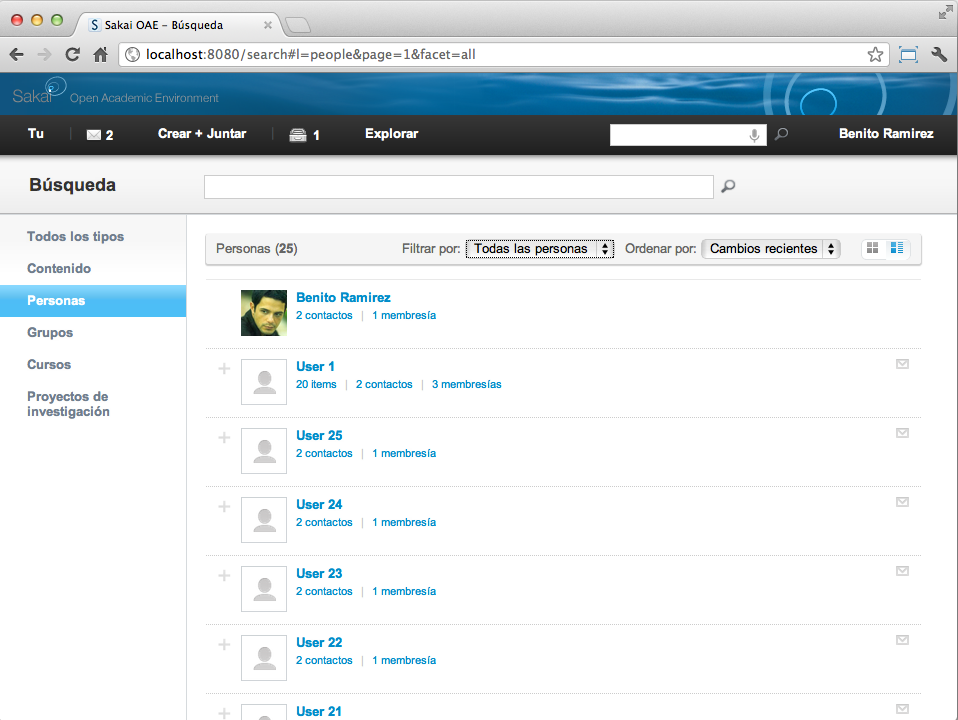 Sakai OAE – Búsqueda
localhost:8080/search#l=people&page=1&facet=all
Sakai Open Academic Environment
Tu 2 Crear + Juntar 1 Explorar Benito Ramirez
Búsqueda
Todos los tipos
Contenido
Personas
Grupos
Cursos
Proyectos de
investigación
Personas (25) Filtrar por: Todas las personas Ordenar por: Cambios recientes
Benito Ramirez
2 contactos | 1 membresía
User 1
20 items | 2 contactos | 3 membresías
User 25
2 contactos | 1 membresía
User 24
2 contactos | 1 membresía
User 23
2 contactos | 1 membresía
User 22
2 contactos | 1 membresía
User 21